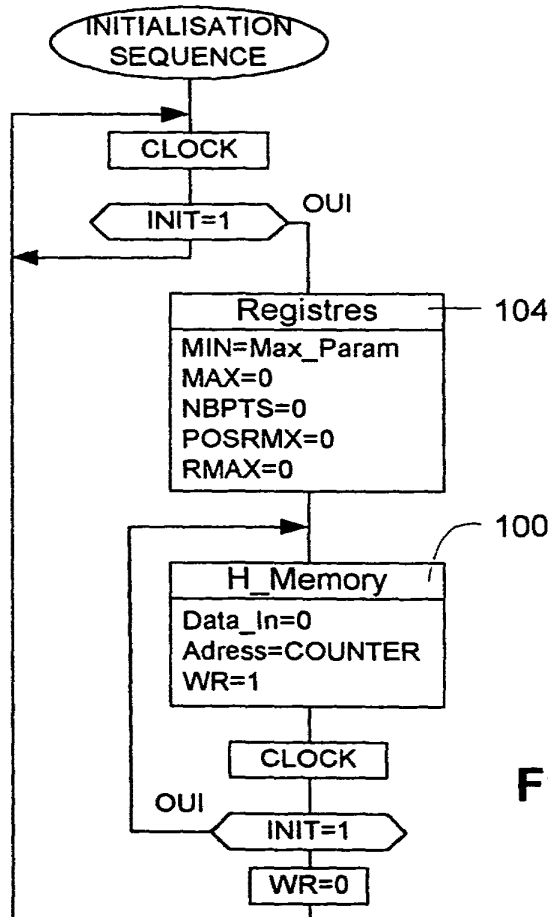 INITIALISATION
SEQUENCE
CLOCK
INIT=1
OUI
Registres
104
MIN=Max_Param
MAX=0
NBPTS=0
POSRMX=0
RMAX=0
100
H_Memory
Data_In=0
Adress=COUNTER
WR=1
CLOCK
OUI
INIT=1
F
WR=0